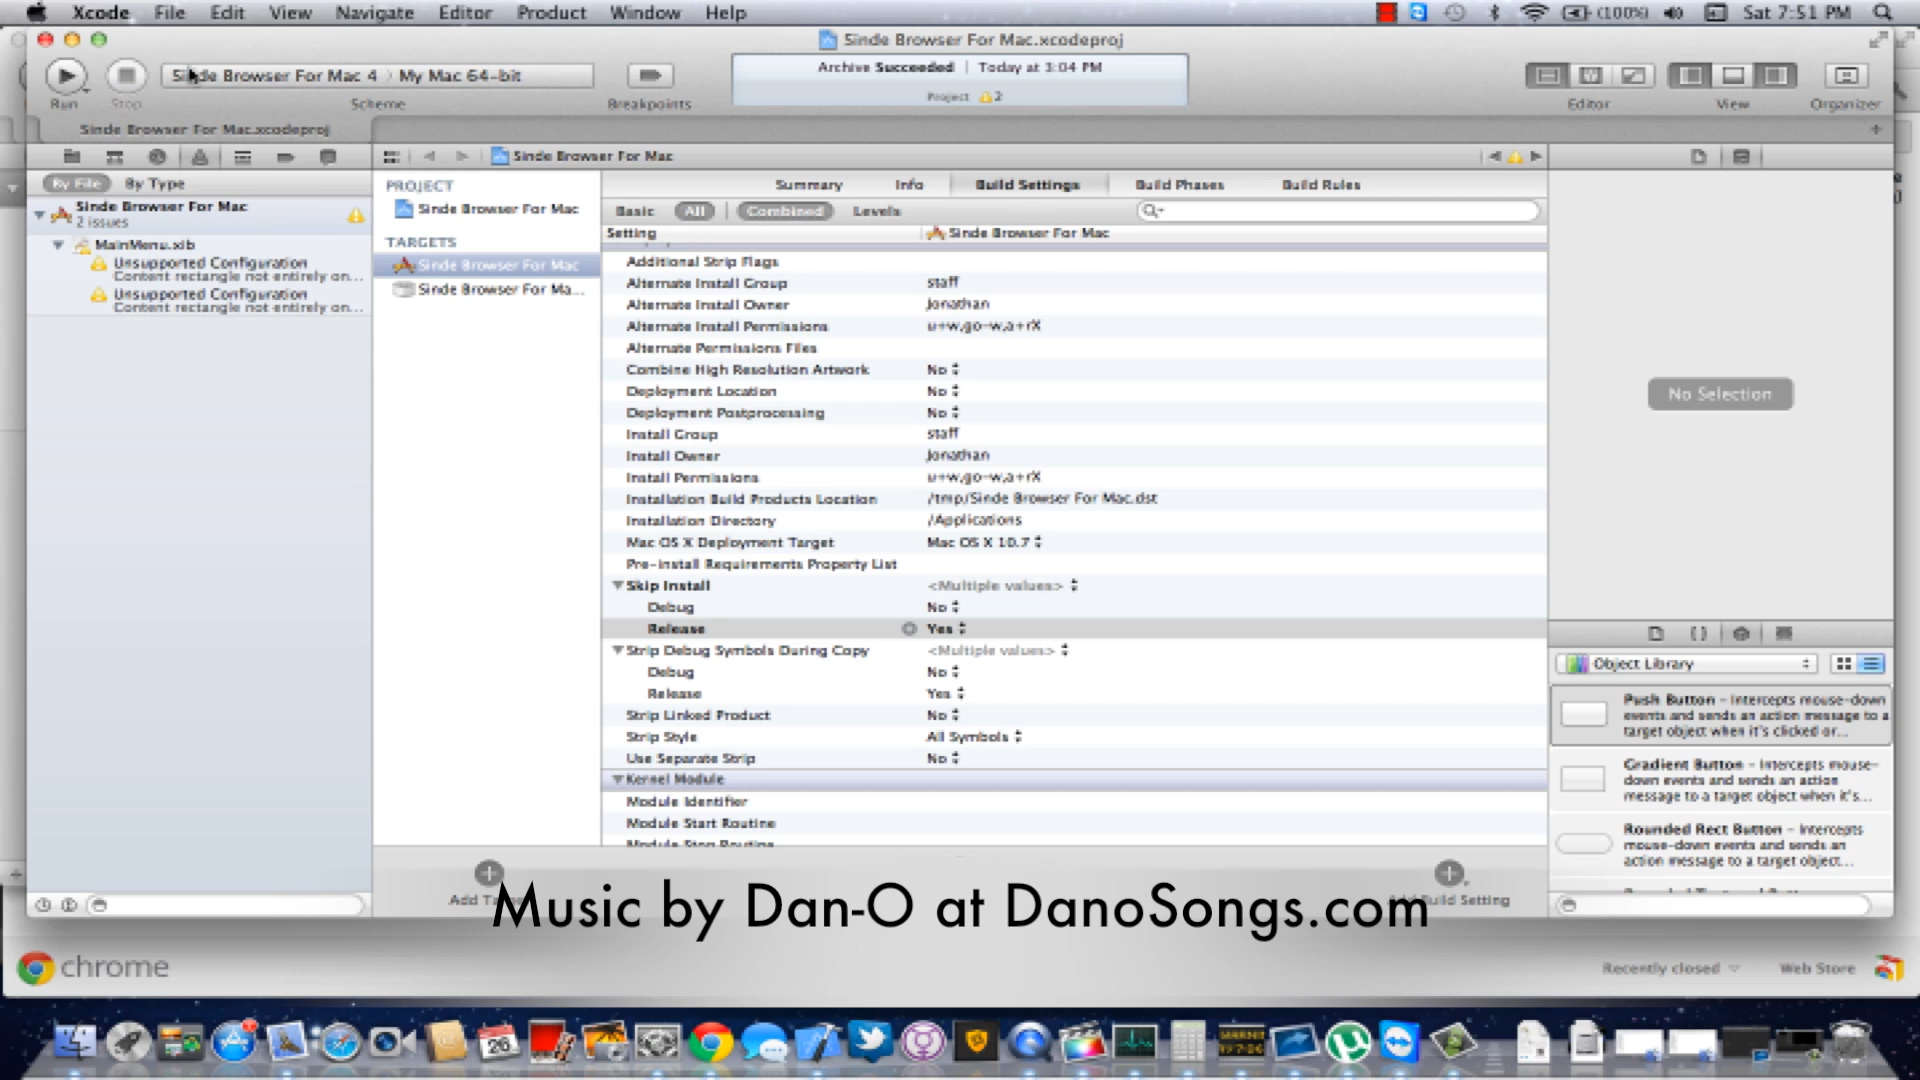 Xcode File Edit View Navigate Editor Product Window Help (100%) Sat 7:51 PM
Sinde Browser For Mac.xcodeproj
Sinde Browser For Mac 4 My Mac 64-bit
Archive Succeeded | Today at 3:04 PM
Project 2
Run Stop Scheme Breakpoints Editor View Organizer
Sinde Browser For Mac.xcodeproj
Sinde Browser For Mac
By File By Type
Sinde Browser For Mac
2 issues
MainMenu.xib
Unsupported Configuration
Content rectangle not entirely on...
Unsupported Configuration
Content rectangle not entirely on...
PROJECT
Sinde Browser For Mac
TARGETS
Sinde Browser For Mac
Sinde Browser For Ma...
Summary Info Build Settings Build Phases Build Rules
Basic All Combined Levels
Setting Sinde Browser For Mac
Additional Strip Flags
Alternate Install Group staff
Alternate Install Owner Jonathan
Alternate Install Permissions u+w,go-w,a+rX
Alternate Permissions Files
Combine High Resolution Artwork No
Deployment Location No
Deployment Postprocessing No
Install Group staff
Install Owner Jonathan
Install Permissions u+w,go-w,a+rX
Installation Build Products Location /tmp/Sinde Browser For Mac.dst
Installation Directory /Applications
Mac OS X Deployment Target Mac OS X 10.7
Pre-install Requirements Property List
Skip Install <Multiple values>
Debug No
Release Yes
Strip Debug Symbols During Copy <Multiple values>
Debug No
Release Yes
Strip Linked Product No
Strip Style All Symbols
Use Separate Strip No
Kernel Module
Module Identifier
Module Start Routine
Module Stop Routine
No Selection
Object Library
Push Button - Intercepts mouse-down
events and sends an action message to a
target object when it's clicked or...
Gradient Button - Intercepts mouse-
down events and sends an action
message to a target object when it's...
Rounded Rect Button - Intercepts
mouse-down events and sends an
action message to a target object...
Add
Build Setting
Music by Dan-O at DanoSongs.com
chrome
Recently closed Web Store
26